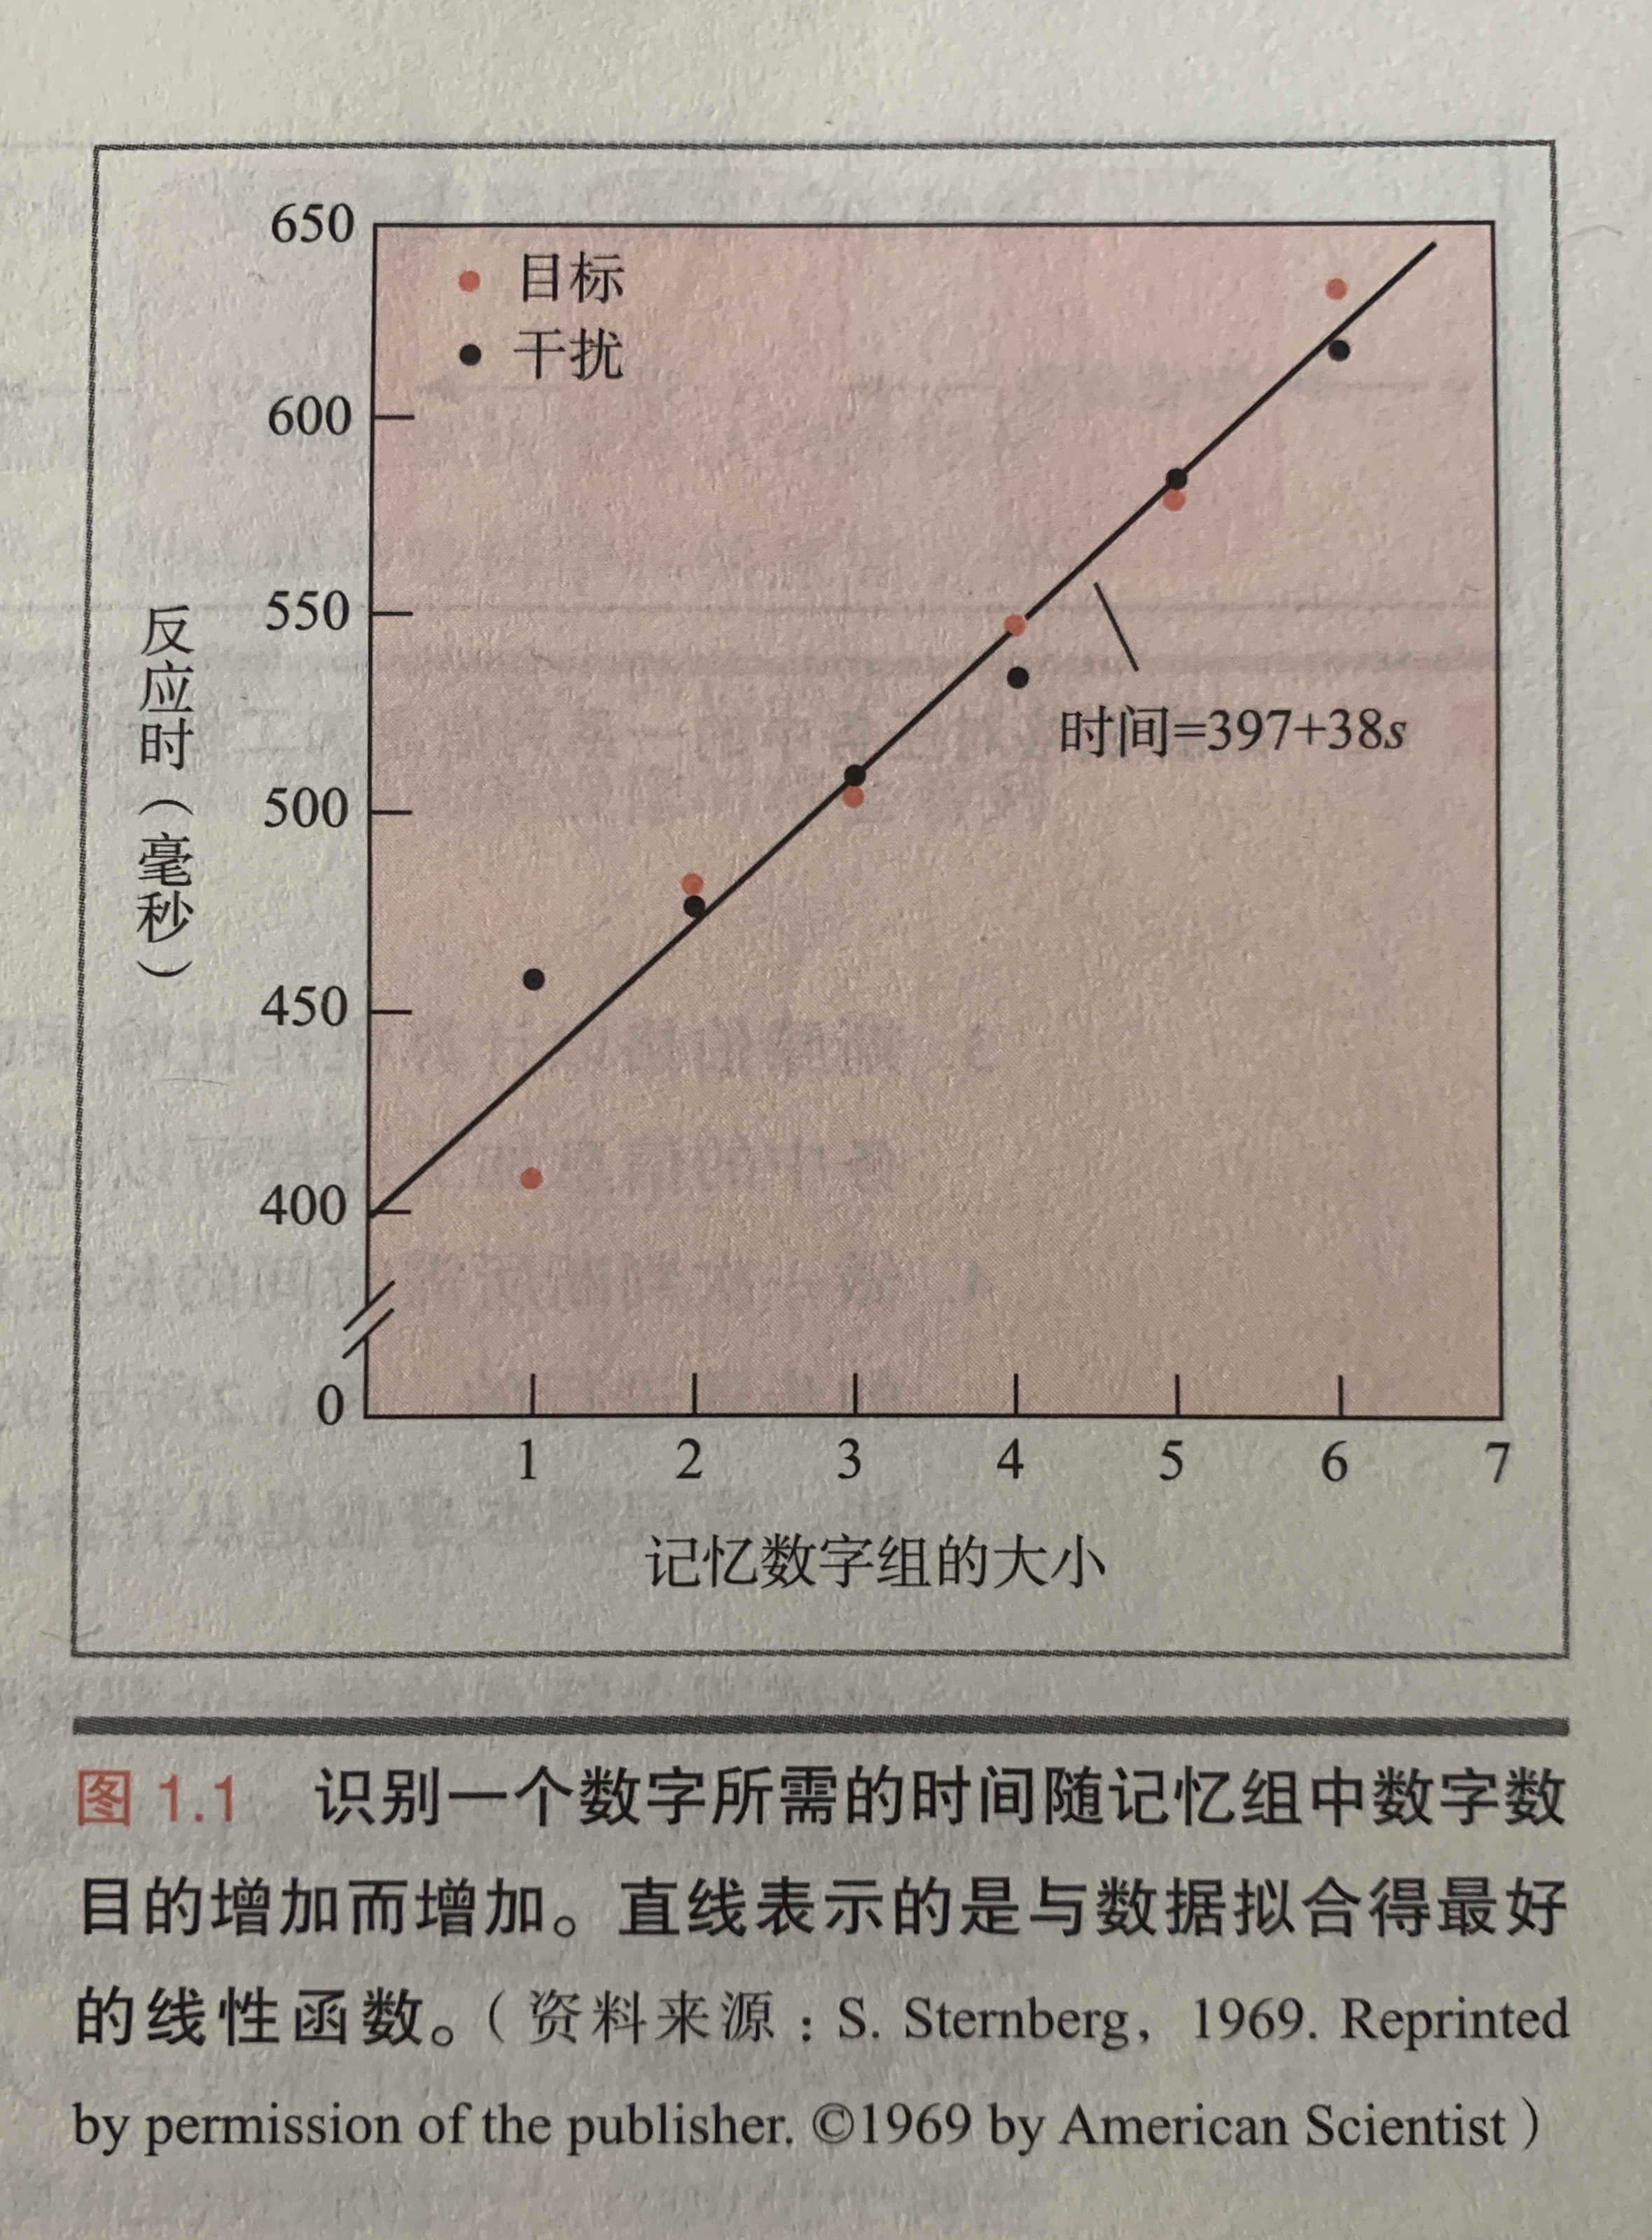 650
目标
干扰
600
550
反应时（毫秒）
时间=397+38s
500
450
400
0
1 2 3 4 5 6 7
记忆数字组的大小
图 1.1 识别一个数字所需的时间随记忆组中数字数
目的增加而增加。直线表示的是与数据拟合得最好
的线性函数。（资料来源：S. Sternberg, 1969. Reprinted
by permission of the publisher. ©1969 by American Scientist）